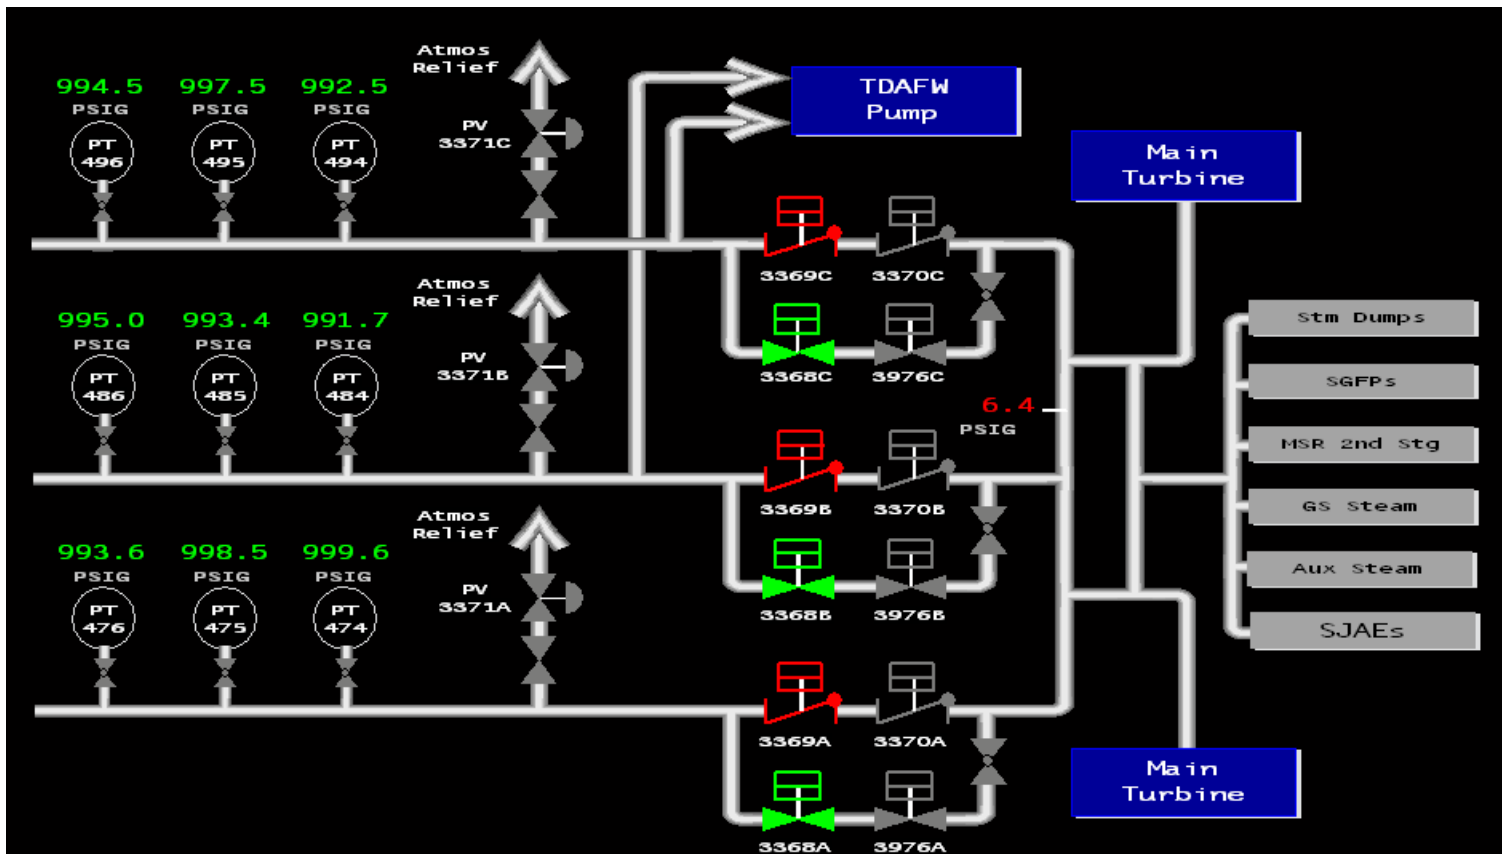 Atmos
Relief
994.5 997.5 992.5
PSIG PSIG PSIG
PT
496
PT
495
PT
494
PV
3371C
TDAFW
Pump
Main
Turbine
3369C 3370C
3368C 3976C
Atmos
Relief
995.0 993.4 991.7
PSIG PSIG PSIG
PT
486
PT
485
PT
484
PV
3371B
6.4
PSIG
3369B 3370B
3368B 3976B
Stm Dumps
SGFPs
MSR 2nd Stg
GS Steam
Aux Steam
SJAEs
Atmos
Relief
993.6 998.5 999.6
PSIG PSIG PSIG
PT
476
PT
475
PT
474
PV
3371A
3369A 3370A
3368A 3976A
Main
Turbine